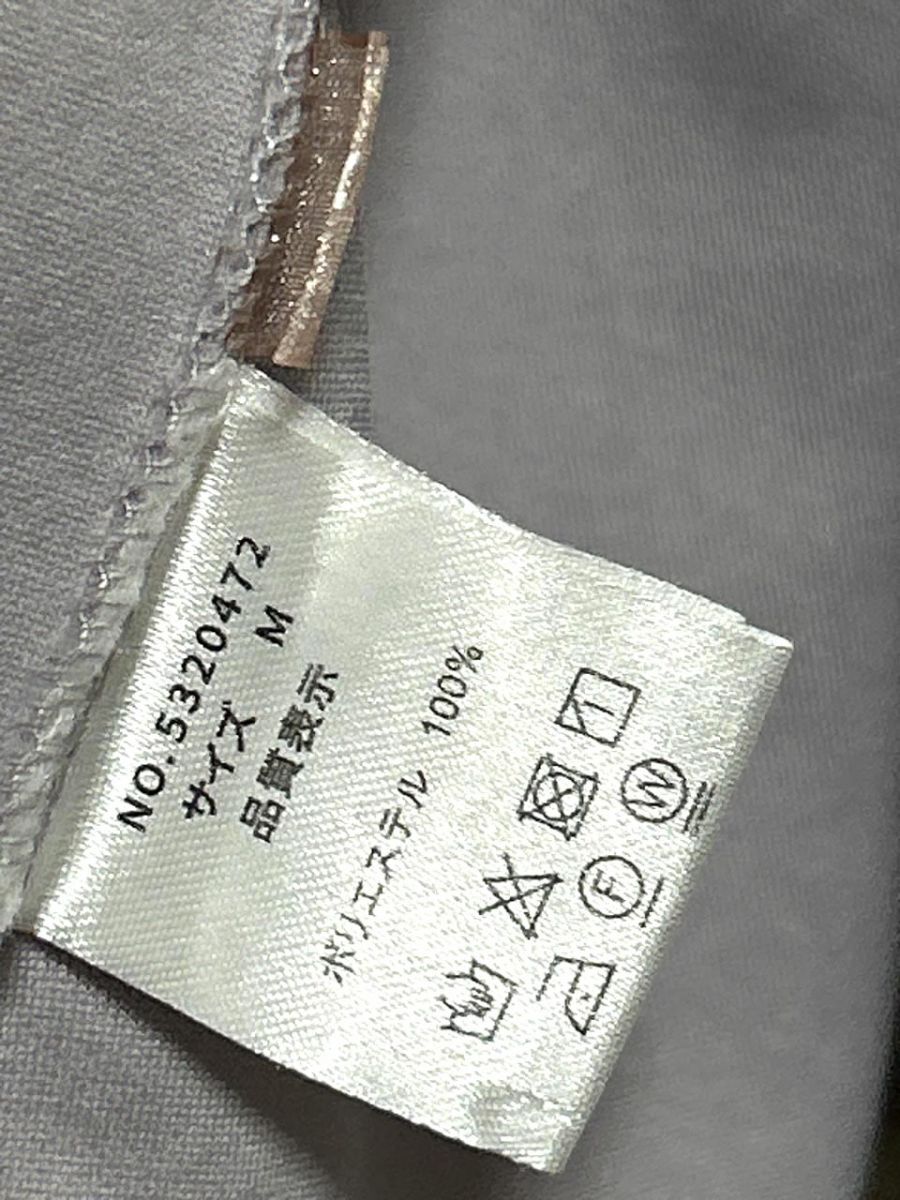 NO.5320472
サイズ M
品質表示
ポリエステル 100%
F W